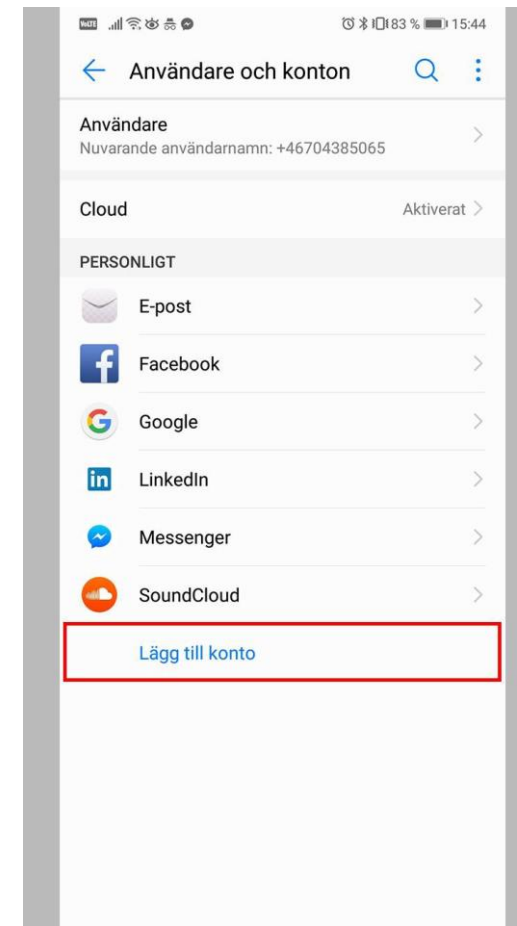 VoLTE 83 % 15:44
Användare och konton
Användare
Nuvarande användarnamn: +46704385065
Cloud Aktiverat
PERSONLIGT
E-post
Facebook
Google
LinkedIn
Messenger
SoundCloud
Lägg till konto